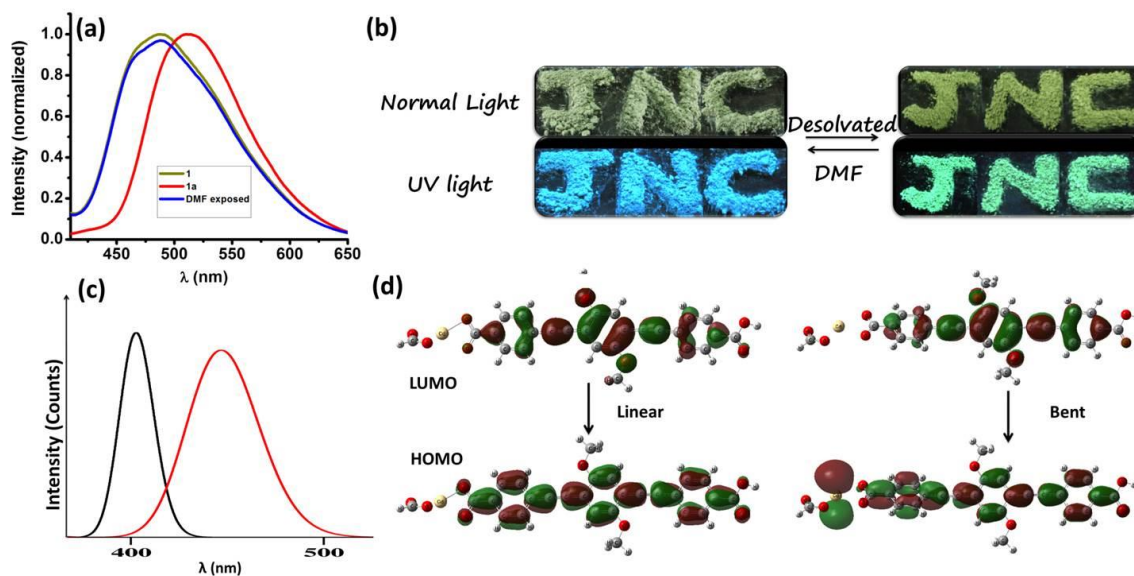 (a)
Intensity (normalized)
1.0
0.8
0.6
0.4
0.2
0.0
1
1a
DMF exposed
450 500 550 600 650
λ (nm)
(b)
Normal Light
UV light
JNC
JNC
Desolvated
DMF
JNC
JNC
(c)
Intensity (Counts)
400 500
λ (nm)
(d)
LUMO
Linear
HOMO
Bent